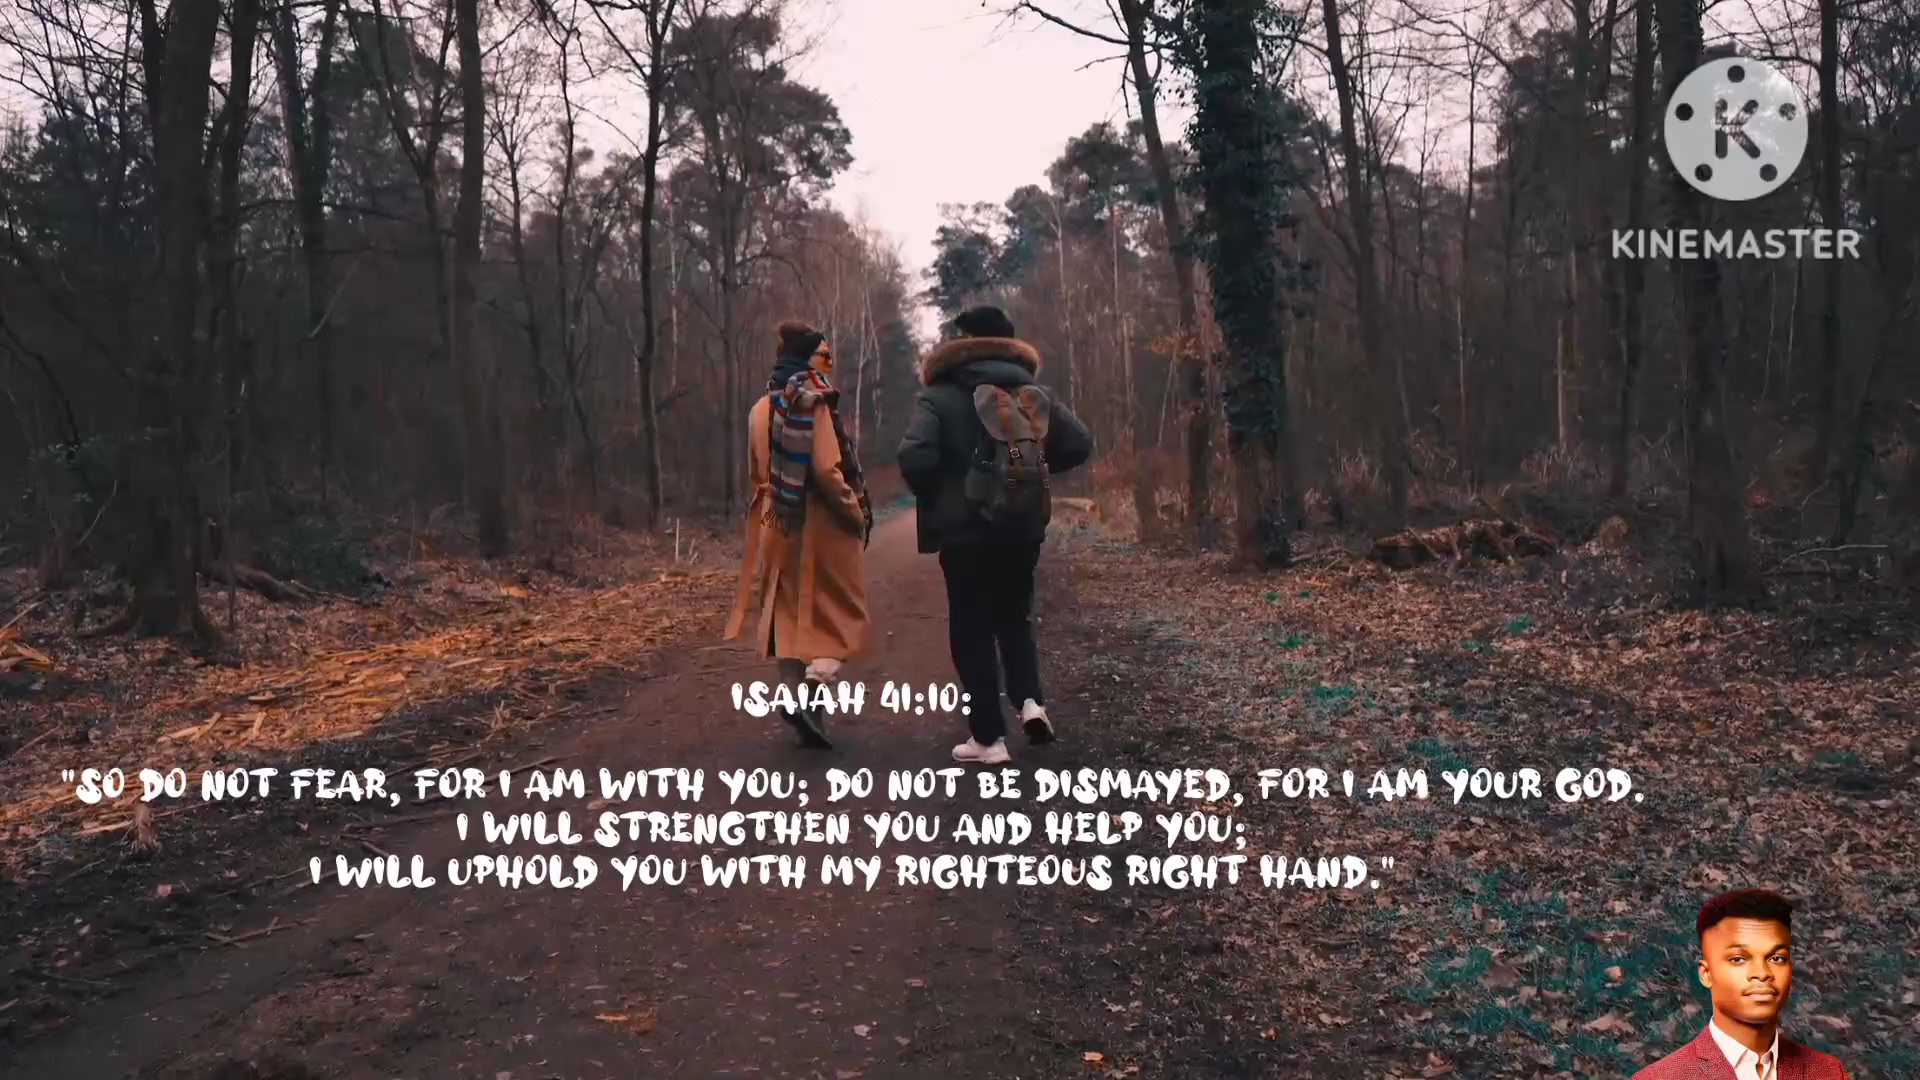 KINEMASTER
ISAIAH 41:10:
"SO DO NOT FEAR, FOR I AM WITH YOU; DO NOT BE DISMAYED, FOR I AM YOUR GOD.
I WILL STRENGTHEN YOU AND HELP YOU;
I WILL UPHOLD YOU WITH MY RIGHTEOUS RIGHT HAND."